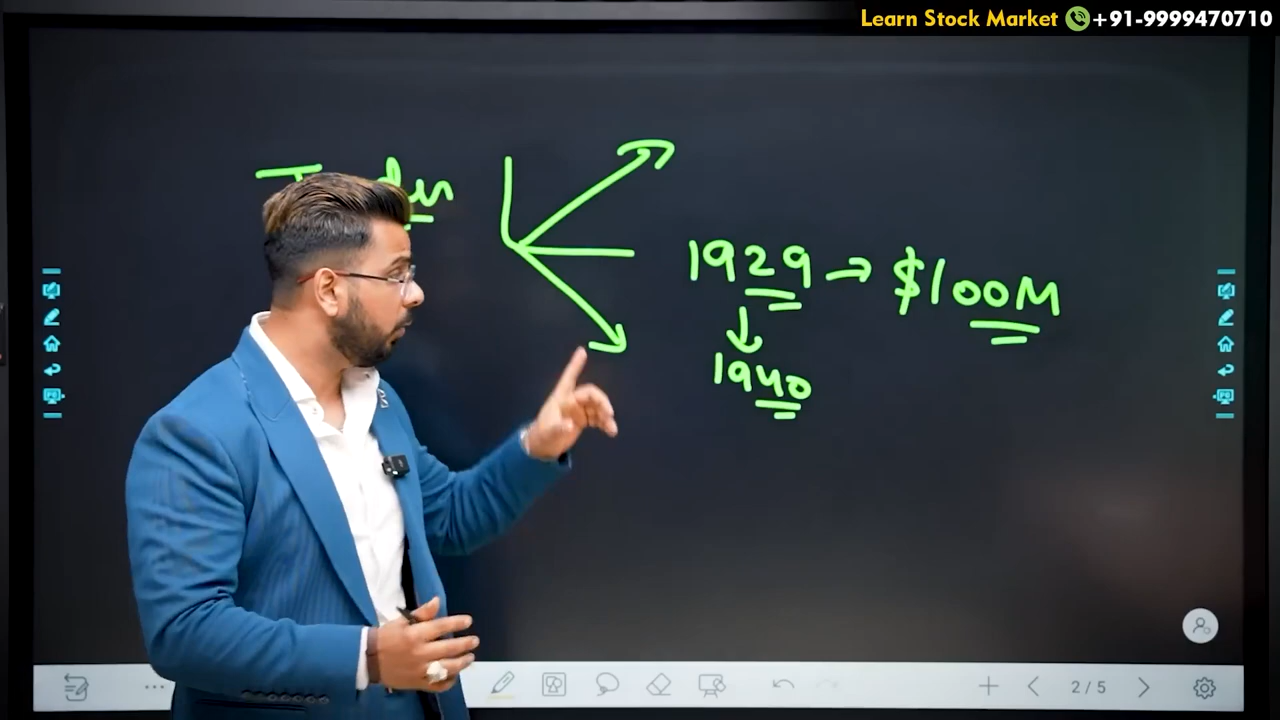 Learn Stock Market +91-9999470710
1929 → $100M
↓
1940
2/5